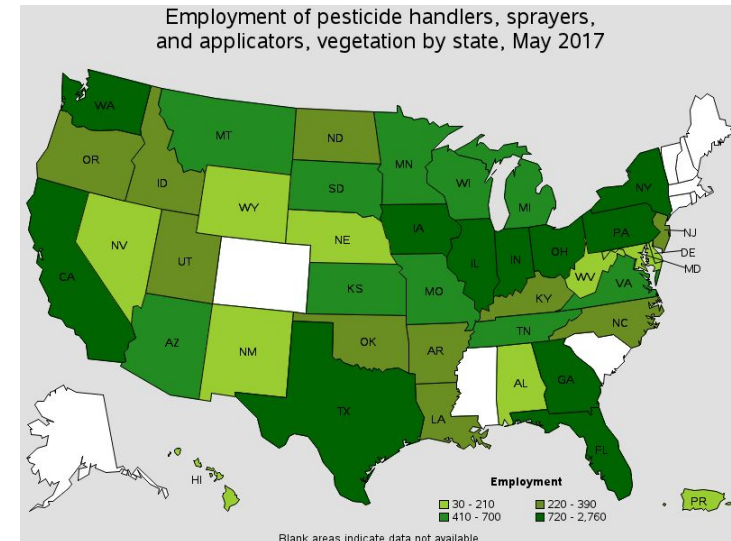 Employment of pesticide handlers, sprayers,
and applicators, vegetation by state, May 2017
WA
MT
ND
MN
OR
ID
SD
WI
MI
NY
WY
IA
PA
NJ
NE
NV
IL
IN
OH
DE
UT
MD
WV
CA
KS
MO
VA
KY
NC
TN
OK
AZ
NM
AR
AL
GA
TX
LA
FL
HI
Employment
30 - 210
220 - 390
410 - 700
720 - 2,760
PR
Blank areas indicate data not available